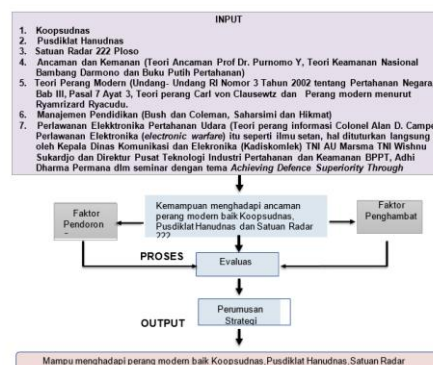 INPUT
1. Koopsudnas
2. Pusdiklat Hanudnas
3. Satuan Radar 222 Ploso
4. Ancaman dan Kemanan (Teori Ancaman Prof Dr. Purnomo Y, Teori Keamanan Nasional
Bambang Darmono dan Buku Putih Pertahanan)
5. Teori Perang Modern (Undang- Undang RI Nomor 3 Tahun 2002 tentang Pertahanan Negara,
Bab III, Pasal 7 Ayat 3, Teori perang Carl von Clausewtz dan Perang modern menurut
Ryamrizard Ryacudu.
6. Manajemen Pendidikan (Bush dan Coleman, Saharsimi dan Hikmat)
7. Perlawanan Elekktronika Pertahanan Udara (Teori perang informasi Colonel Alan D. Campe
Perlawanan Elektronika (electronic warfare) itu seperti ilmu setan, hal dituturkan langsung
oleh Kepala Dinas Komunikasi dan Elekronika (Kadiskomlek) TNI AU Marsma TNI Wishnu
Sukardjo dan Direktur Pusat Teknologi Industri Pertahanan dan Keamanan BPPT, Adhi
Dharma Permana dlm seminar dengan tema Achieving Defence Superiority Through
Faktor
Pendoron
Kemampuan menghadapi ancaman
perang modern baik Koopsudnas,
Pusdiklat Hanudnas dan Satuan Radar
222
Faktor
Penghambat
PROSES
Evaluas
OUTPUT
Perumusan
Strategi
Mampu menghadapi perang modern baik Koopsudnas, Pusdiklat Hanudnas, Satuan Radar